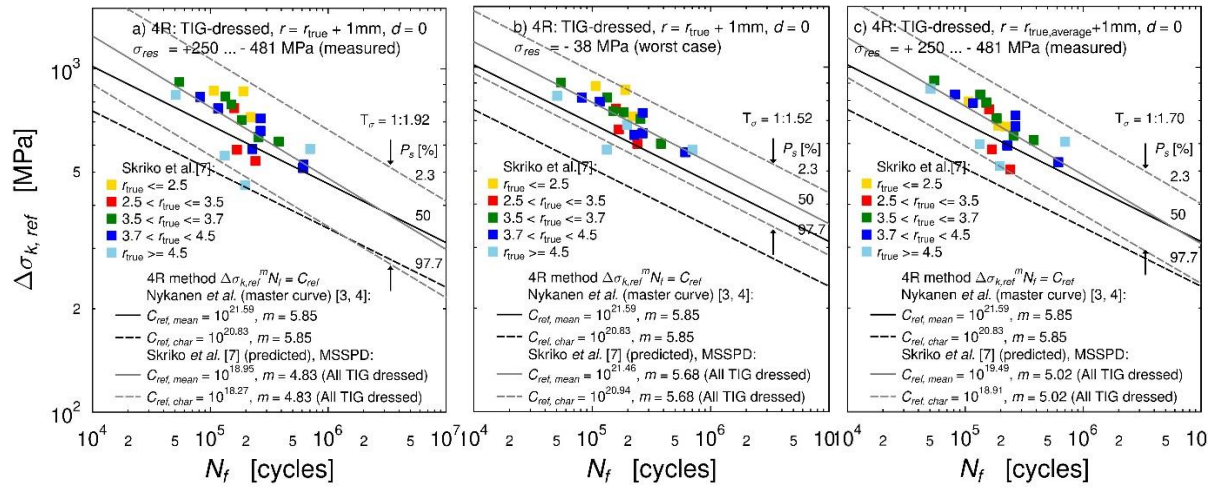 a) 4R: TIG-dressed, r = r_true + 1mm, d = 0
σ_res = +250 ... - 481 MPa (measured)
10^3
T_σ = 1:1.92
P_s [%]
2.3
50
97.7
Skriko et al.[7]:
r_true <= 2.5
2.5 < r_true <= 3.5
3.5 < r_true <= 3.7
3.7 < r_true < 4.5
r_true >= 4.5
Δσ_k, ref [MPa]
5
2
10^2
4R method Δσ_k,ref^m N_f = C_ref
Nykanen et al. (master curve) [3, 4]:
C_ref, mean = 10^21.59, m = 5.85
C_ref, char = 10^20.83, m = 5.85
Skriko et al. [7] (predicted), MSSPD:
C_ref, mean = 10^18.95, m = 4.83 (All TIG dressed)
C_ref, char = 10^18.27, m = 4.83 (All TIG dressed)
10^4 2 5 10^5 2 5 10^6 2 5 10^7
N_f [cycles]
b) 4R: TIG-dressed, r = r_true + 1mm, d = 0
σ_res = - 38 MPa (worst case)
T_σ = 1:1.52
P_s [%]
2.3
50
97.7
Skriko et al.[7]:
r_true <= 2.5
2.5 < r_true <= 3.5
3.5 < r_true <= 3.7
3.7 < r_true < 4.5
r_true >= 4.5
4R method Δσ_k,ref^m N_f = C_ref
Nykanen et al. (master curve) [3, 4]:
C_ref, mean = 10^21.59, m = 5.85
C_ref, char = 10^20.83, m = 5.85
Skriko et al. [7] (predicted), MSSPD:
C_ref, mean = 10^21.46, m = 5.68 (All TIG dressed)
C_ref, char = 10^20.94, m = 5.68 (All TIG dressed)
10^4 2 5 10^5 2 5 10^6 2 5
N_f [cycles]
c) 4R: TIG-dressed, r = r_true,average+1mm, d = 0
σ_res = + 250 ... - 481 MPa (measured)
T_σ = 1:1.70
P_s [%]
2.3
50
97.7
Skriko et al.[7]:
r_true <= 2.5
2.5 < r_true <= 3.5
3.5 < r_true <= 3.7
3.7 < r_true < 4.5
r_true >= 4.5
4R method Δσ_k,ref^m N_f = C_ref
Nykanen et al. (master curve) [3, 4]:
C_ref, mean = 10^21.59, m = 5.85
C_ref, char = 10^20.83, m = 5.85
Skriko et al. [7] (predicted), MSSPD:
C_ref, mean = 10^19.49, m = 5.02 (All TIG dressed)
C_ref, char = 10^18.91, m = 5.02 (All TIG dressed)
10^4 2 5 10^5 2 5 10^6 2 5 10
N_f [cycles]